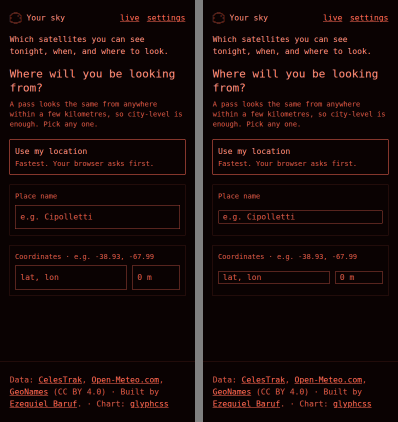 Your sky
live settings
Which satellites you can see
tonight, when, and where to look.
Where will you be looking
from?
A pass looks the same from anywhere
within a few kilometres, so city-level is
enough. Pick any one.
Use my location
Fastest. Your browser asks first.
Place name
e.g. Cipolletti
Coordinates · e.g. -38.93, -67.99
lat, lon
0 m
Data: CelesTrak, Open-Meteo.com,
GeoNames (CC BY 4.0) · Built by
Ezequiel Baruf. · Chart: glyphcss
Your sky
live settings
Which satellites you can see
tonight, when, and where to look.
Where will you be looking
from?
A pass looks the same from anywhere
within a few kilometres, so city-level is
enough. Pick any one.
Use my location
Fastest. Your browser asks first.
Place name
e.g. Cipolletti
Coordinates · e.g. -38.93, -67.99
lat, lon
0 m
Data: CelesTrak, Open-Meteo.com,
GeoNames (CC BY 4.0) · Built by
Ezequiel Baruf. · Chart: glyphcss